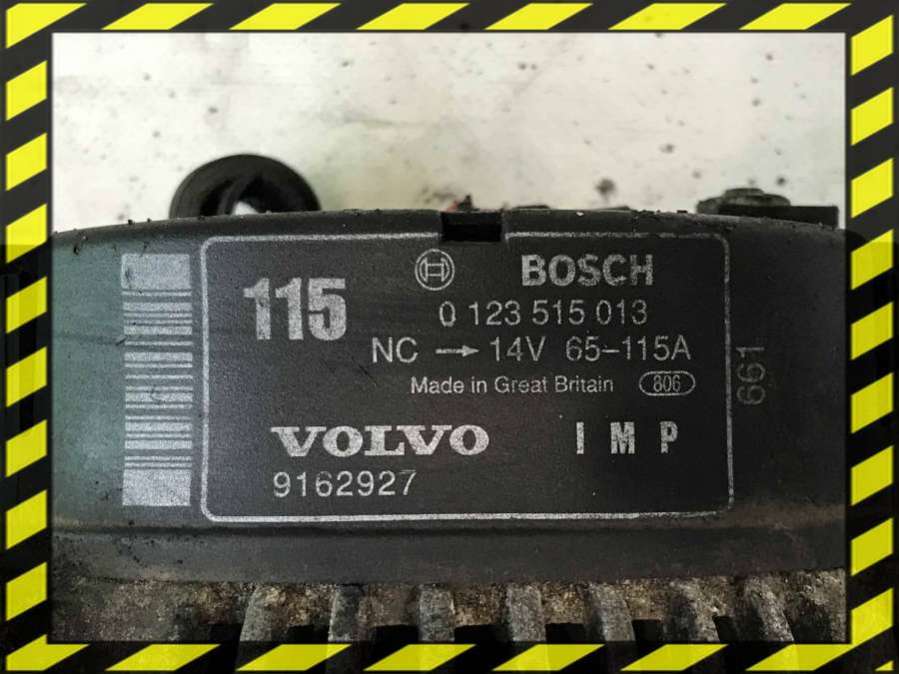 115
BOSCH
0 123 515 013
NC → 14V 65-115A
Made in Great Britain 806
661
VOLVO IMP
9162927